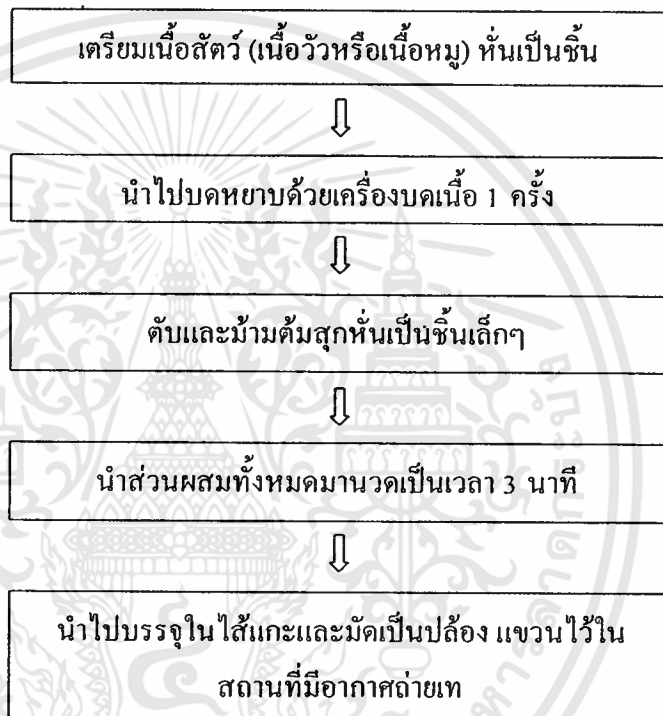 เตรียมเนื้อสัตว์ (เนื้อวัวหรือเนื้อหมู) หั่นเป็นชิ้น
นำไปบดหยาบด้วยเครื่องบดเนื้อ 1 ครั้ง
ตับและม้ามต้มสุกหั่นเป็นชิ้นเล็กๆ
นำส่วนผสมทั้งหมดมานวดเป็นเวลา 3 นาที
นำไปบรรจุในไส้แกะและมัดเป็นปล้อง แขวนไว้ใน
สถานที่มีอากาศถ่ายเท